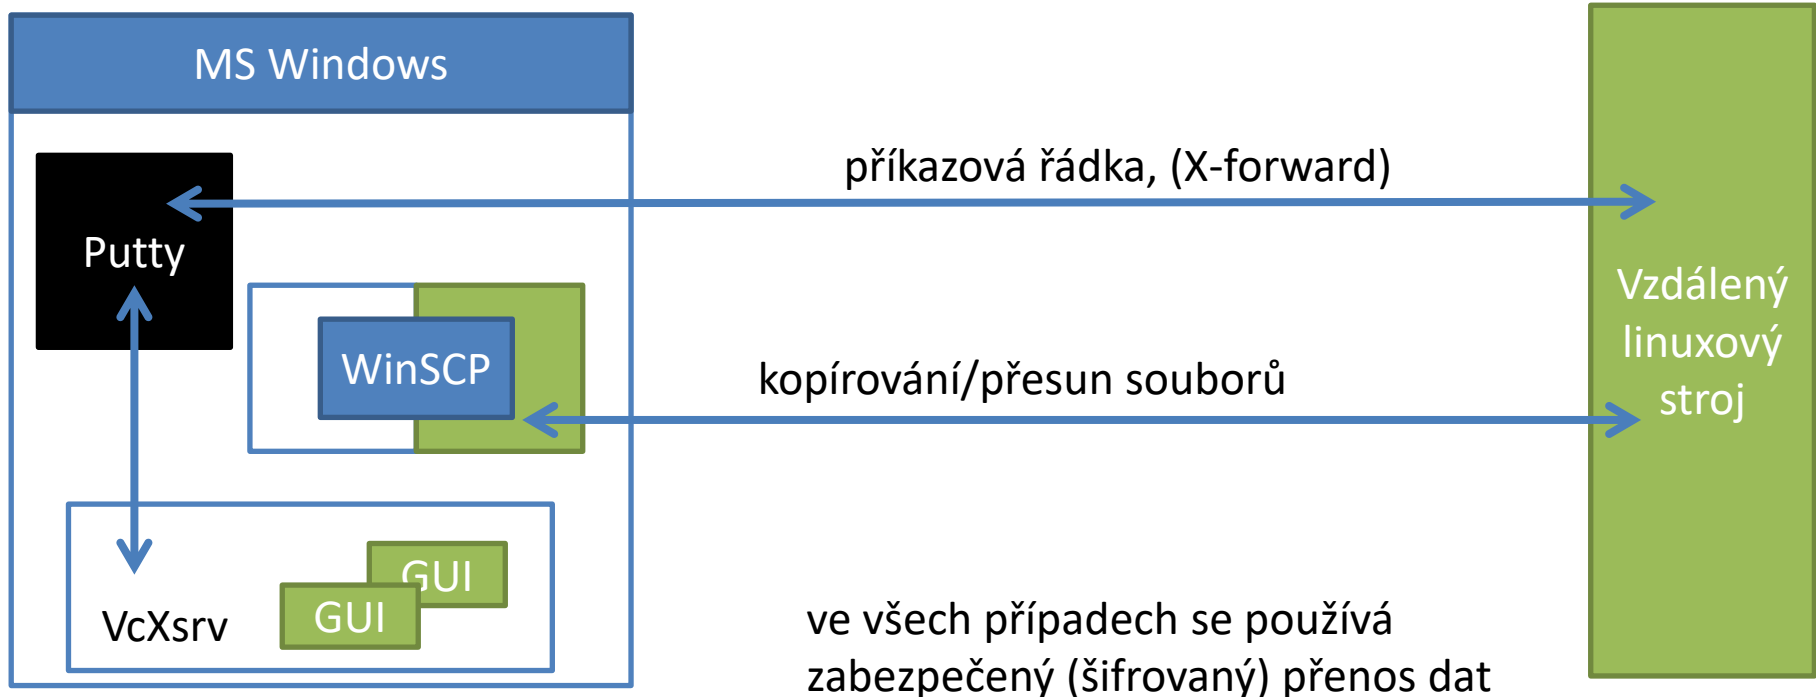 MS Windows
příkazová řádka, (X-forward)
Putty
WinSCP
kopírování/přesun souborů
Vzdálený
linuxový
stroj
GUI
GUI
VcXsrv
ve všech případech se používá
zabezpečený (šifrovaný) přenos dat